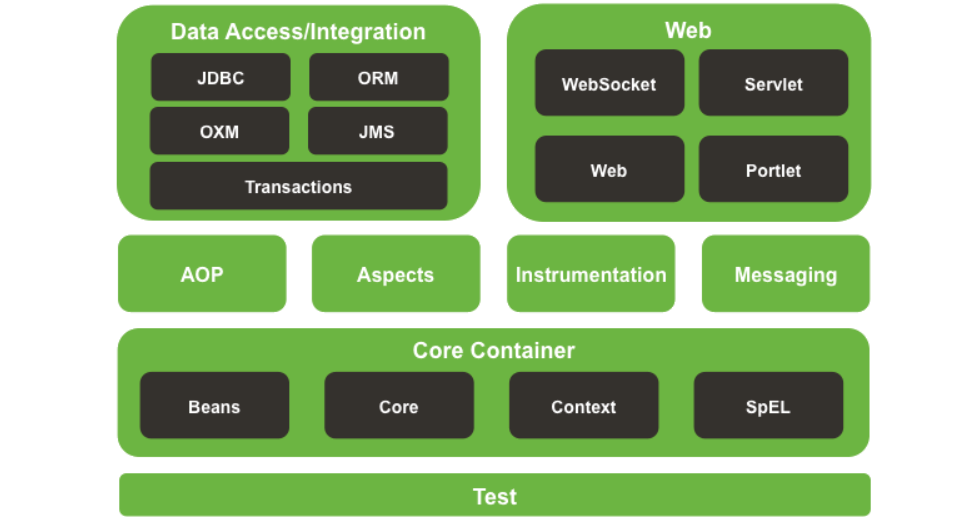 Data Access/Integration
JDBC
ORM
OXM
JMS
Transactions
Web
WebSocket
Servlet
Web
Portlet
AOP
Aspects
Instrumentation
Messaging
Core Container
Beans
Core
Context
SpEL
Test